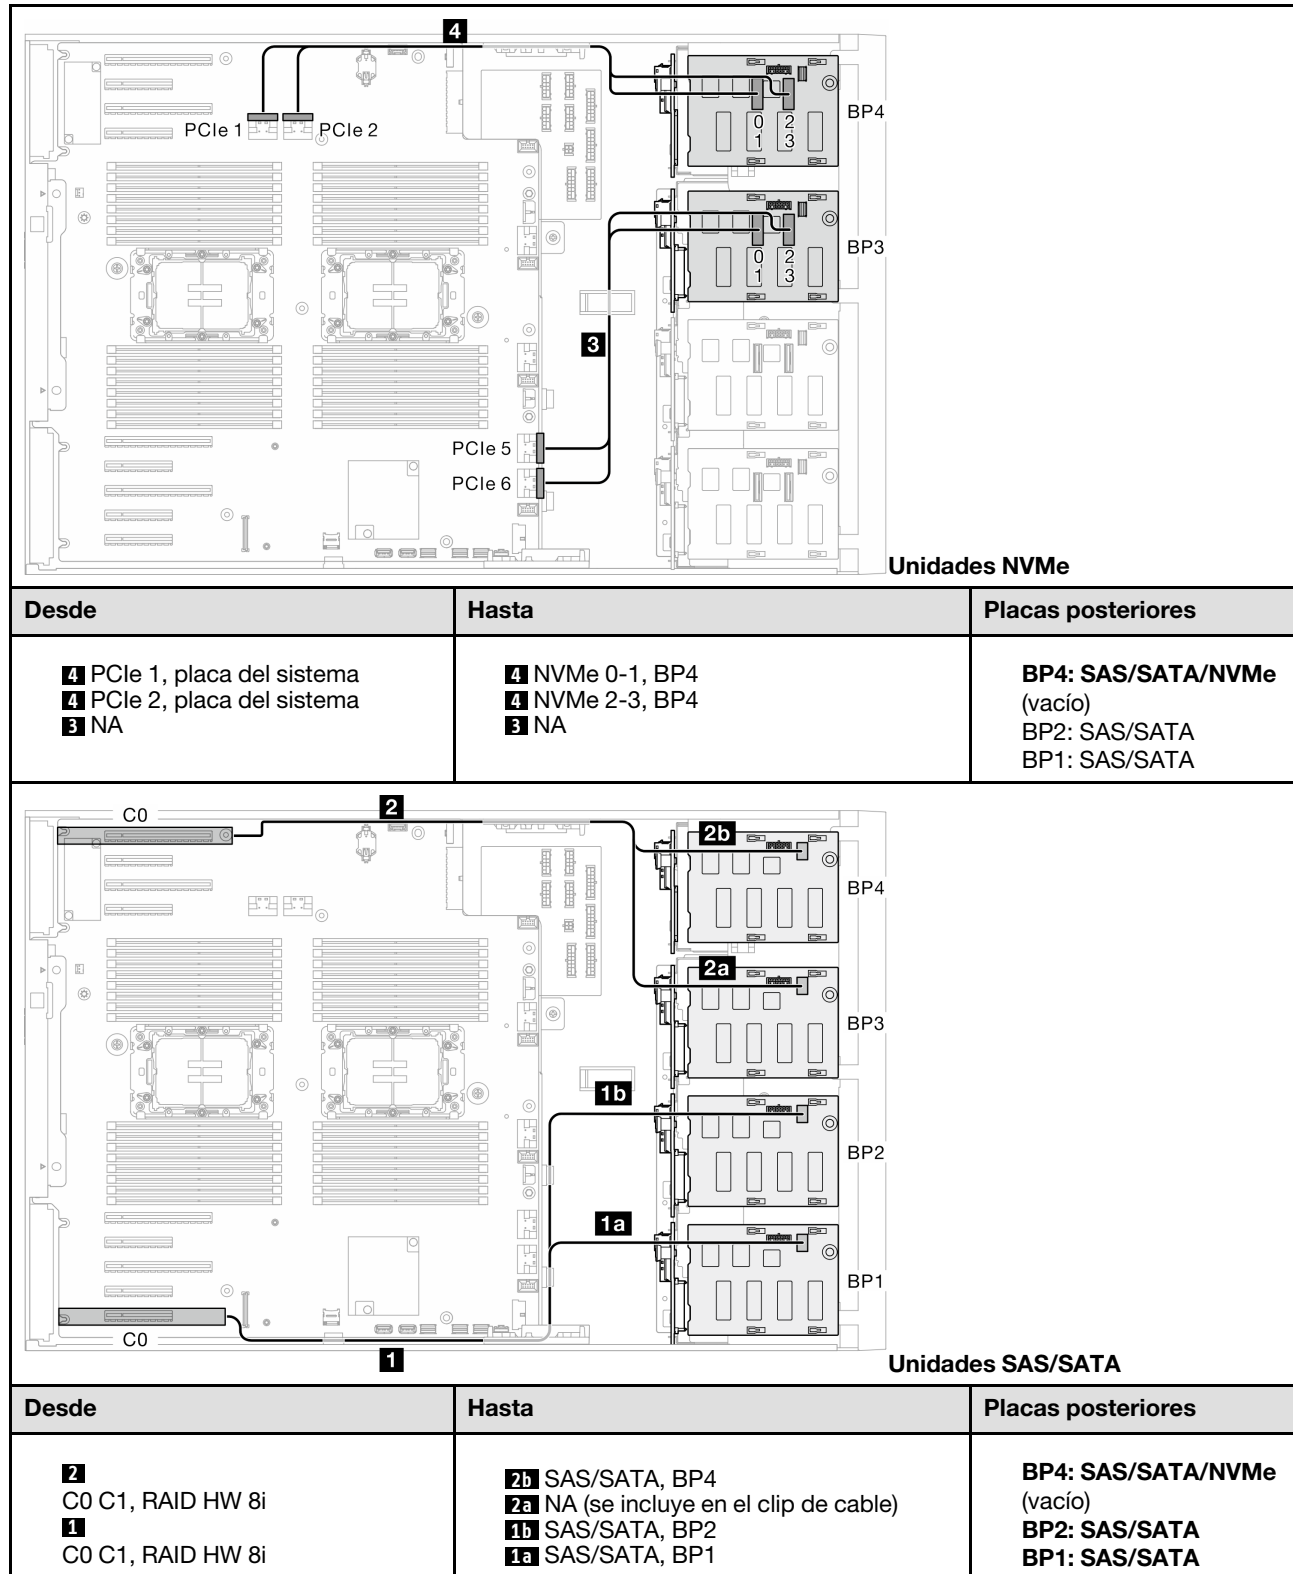 4
PCIe 1
PCIe 2
0 2
1 3
BP4
0 2
1 3
BP3
3
PCIe 5
PCIe 6
Unidades NVMe
Desde Hasta Placas posteriores
4 PCIe 1, placa del sistema
4 PCIe 2, placa del sistema
3 NA
4 NVMe 0-1, BP4
4 NVMe 2-3, BP4
3 NA
BP4: SAS/SATA/NVMe
(vacío)
BP2: SAS/SATA
BP1: SAS/SATA
C0
2
2b
BP4
2a
BP3
1b
BP2
1a
BP1
C0
1
Unidades SAS/SATA
Desde Hasta Placas posteriores
2
C0 C1, RAID HW 8i
1
C0 C1, RAID HW 8i
2b SAS/SATA, BP4
2a NA (se incluye en el clip de cable)
1b SAS/SATA, BP2
1a SAS/SATA, BP1
BP4: SAS/SATA/NVMe
(vacío)
BP2: SAS/SATA
BP1: SAS/SATA